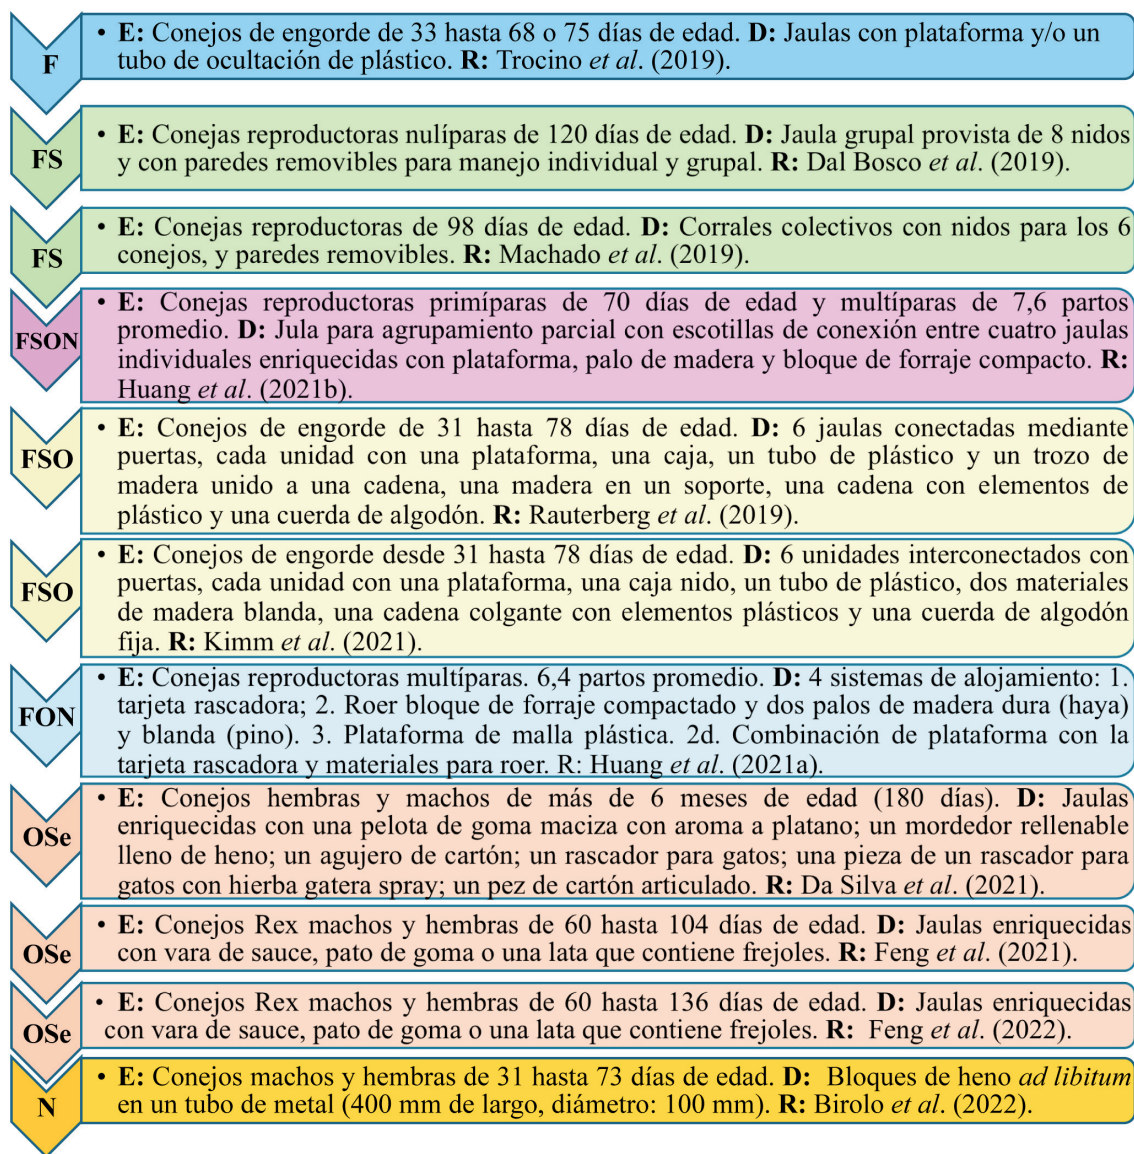 F
• E: Conejos de engorde de 33 hasta 68 o 75 días de edad. D: Jaulas con plataforma y/o un
tubo de ocultación de plástico. R: Trocino et al. (2019).
FS
• E: Conejas reproductoras nulíparas de 120 días de edad. D: Jaula grupal provista de 8 nidos
y con paredes removibles para manejo individual y grupal. R: Dal Bosco et al. (2019).
FS
• E: Conejas reproductoras de 98 días de edad. D: Corrales colectivos con nidos para los 6
conejos, y paredes removibles. R: Machado et al. (2019).
FSON
• E: Conejas reproductoras primíparas de 70 días de edad y multíparas de 7,6 partos
promedio. D: Jula para agrupamiento parcial con escotillas de conexión entre cuatro jaulas
individuales enriquecidas con plataforma, palo de madera y bloque de forraje compacto. R:
Huang et al. (2021b).
FSO
• E: Conejos de engorde de 31 hasta 78 días de edad. D: 6 jaulas conectadas mediante
puertas, cada unidad con una plataforma, una caja, un tubo de plástico y un trozo de
madera unido a una cadena, una madera en un soporte, una cadena con elementos de
plástico y una cuerda de algodón. R: Rauterberg et al. (2019).
FSO
• E: Conejos de engorde desde 31 hasta 78 días de edad. D: 6 unidades interconectados con
puertas, cada unidad con una plataforma, una caja nido, un tubo de plástico, dos materiales
de madera blanda, una cadena colgante con elementos plásticos y una cuerda de algodón
fija. R: Kimm et al. (2021).
FON
• E: Conejas reproductoras multíparas. 6,4 partos promedio. D: 4 sistemas de alojamiento: 1.
tarjeta rascadora; 2. Roer bloque de forraje compactado y dos palos de madera dura (haya)
y blanda (pino). 3. Plataforma de malla plástica. 2d. Combinación de plataforma con la
tarjeta rascadora y materiales para roer. R: Huang et al. (2021a).
OSe
• E: Conejos hembras y machos de más de 6 meses de edad (180 días). D: Jaulas
enriquecidas con una pelota de goma maciza con aroma a platano; un mordedor rellenable
lleno de heno; un agujero de cartón; un rascador para gatos; una pieza de un rascador para
gatos con hierba gatera spray; un pez de cartón articulado. R: Da Silva et al. (2021).
OSe
• E: Conejos Rex machos y hembras de 60 hasta 104 días de edad. D: Jaulas enriquecidas
con vara de sauce, pato de goma o una lata que contiene frejoles. R: Feng et al. (2021).
OSe
• E: Conejos Rex machos y hembras de 60 hasta 136 días de edad. D: Jaulas enriquecidas
con vara de sauce, pato de goma o una lata que contiene frejoles. R: Feng et al. (2022).
N
• E: Conejos machos y hembras de 31 hasta 73 días de edad. D: Bloques de heno ad libitum
en un tubo de metal (400 mm de largo, diámetro: 100 mm). R: Birolo et al. (2022).